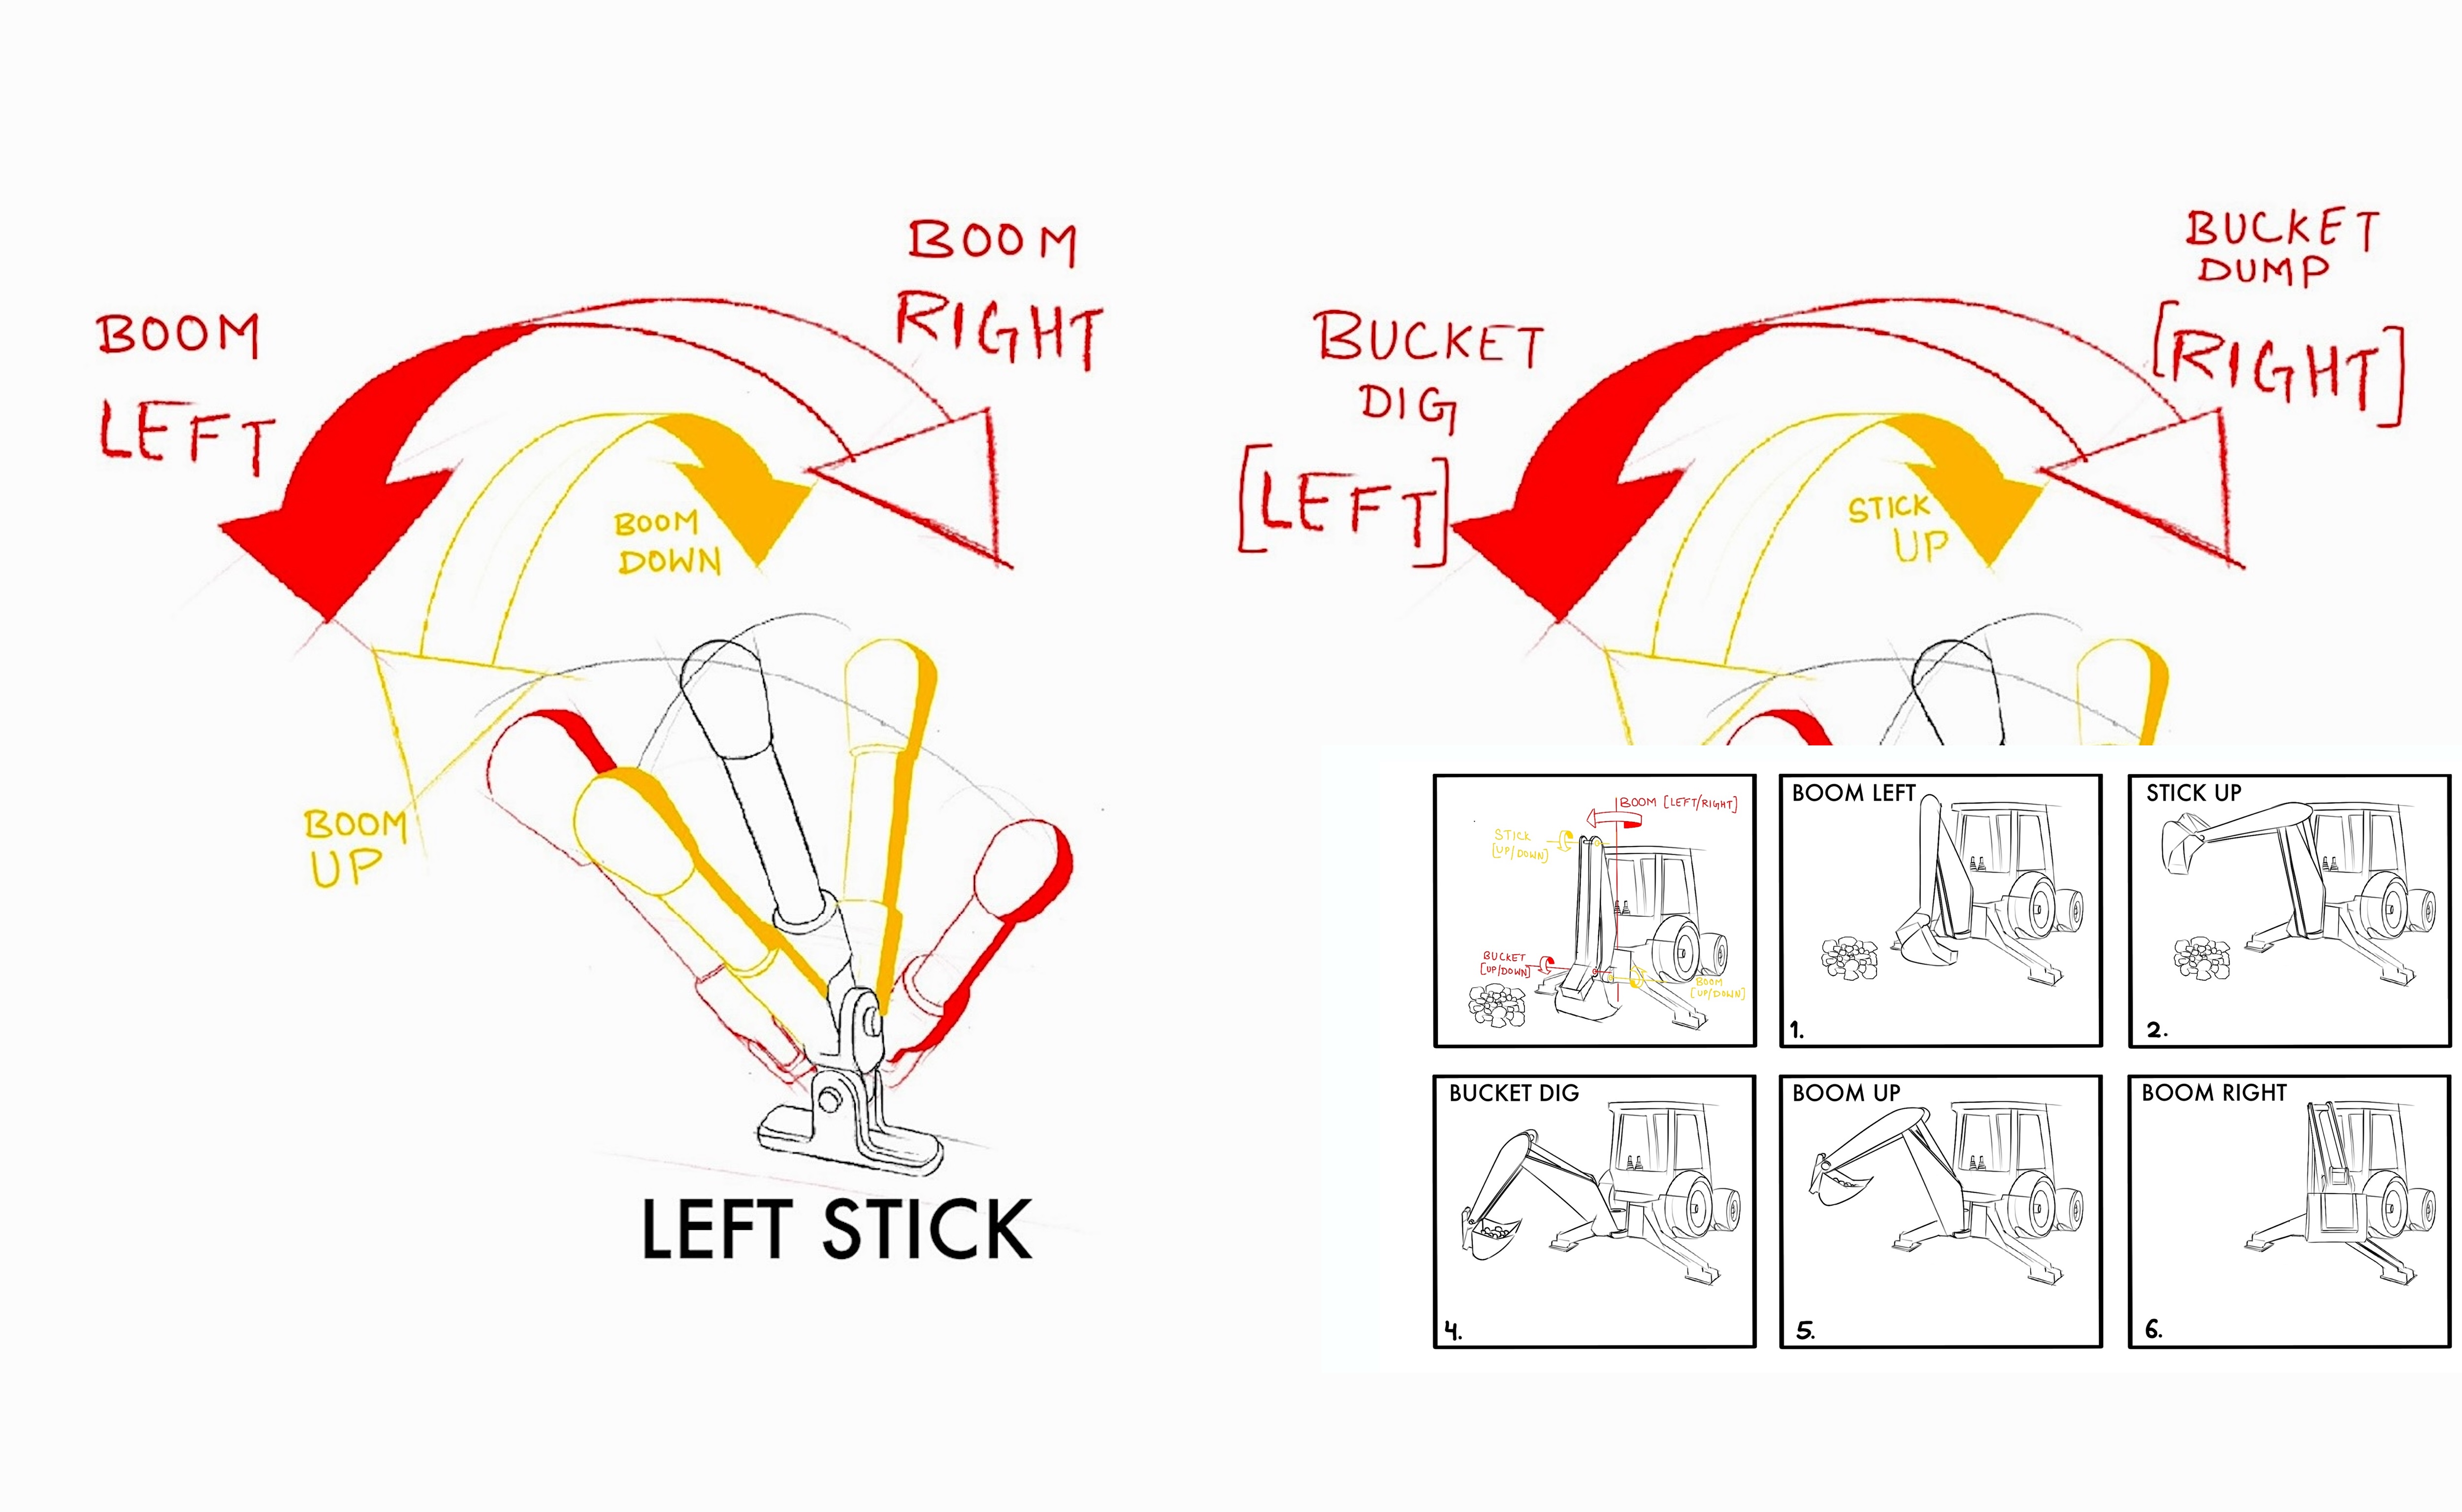 BOOM
RIGHT
BOOM
LEFT
BOOM
DOWN
BOOM
UP
LEFT STICK
BUCKET
DUMP
[RIGHT]
BUCKET
DIG
[LEFT]
STICK
UP
BOOM [LEFT/RIGHT]
STICK
[UP/DOWN]
BUCKET
[UP/DOWN]
BOOM
[UP/DOWN]
BOOM LEFT
1.
STICK UP
2.
BUCKET DIG
4.
BOOM UP
5.
BOOM RIGHT
6.